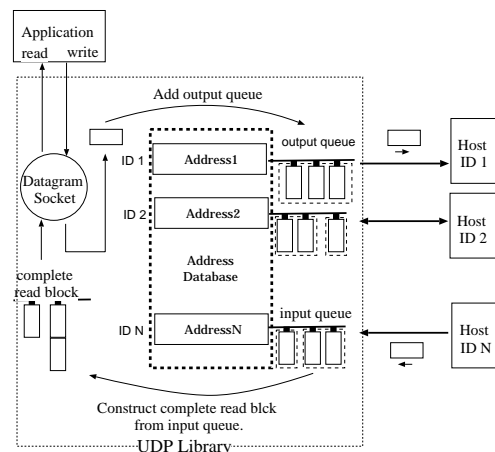 Application
read write
Add output queue
output queue
ID 1
Address1
Host
ID 1
Datagram
Socket
ID 2
Address2
Host
ID 2
Address
Database
complete
read block
input queue
ID N
AddressN
Host
ID N
Construct complete read blck
from input queue.
UDP Library